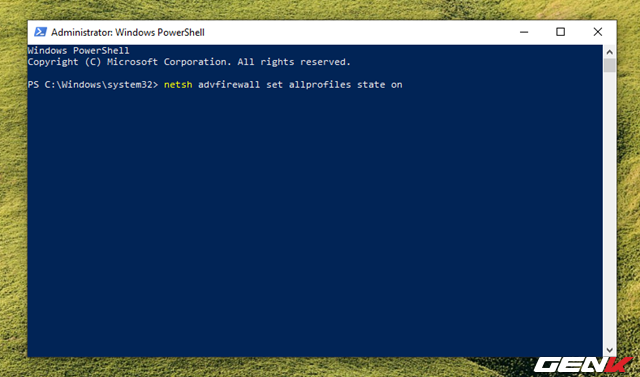 Administrator: Windows PowerShell
Windows PowerShell
Copyright (C) Microsoft Corporation. All rights reserved.
PS C:\Windows\system32> netsh advfirewall set allprofiles state on
GENK